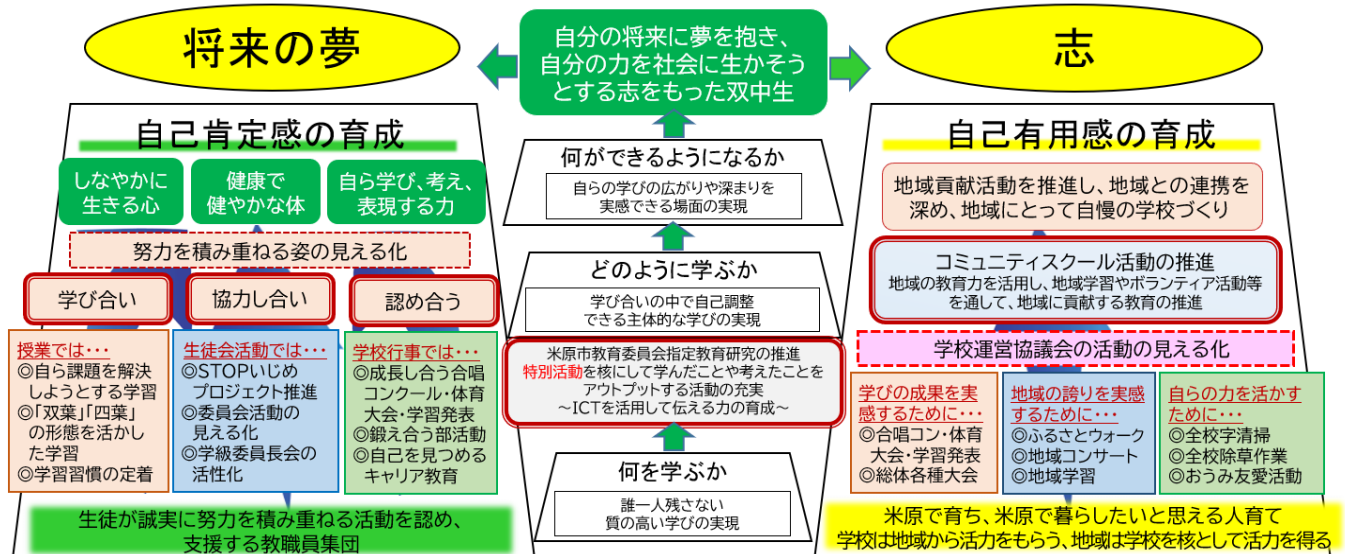 将来の夢
自分の将来に夢を抱き、
自分の力を社会に生かそう
とする志をもった双中生
志
自己肯定感の育成
しなやかに
生きる心
健康で
健やかな体
自ら学び、考え、
表現する力
努力を積み重ねる姿の見える化
学び合い
協力し合い
認め合う
授業では･･･
◎自ら課題を解決
しようとする学習
◎｢双葉｣｢四葉｣
の形態を活かし
た学習
◎学習習慣の定着
生徒会活動では･･･
◎STOPいじめ
プロジェクト推進
◎委員会活動の
見える化
◎学級委員長会の
活性化
学校行事では･･･
◎成長し合う合唱
コンクール・体育
大会・学習発表
◎鍛え合う部活動
◎自己を見つめる
キャリア教育
生徒が誠実に努力を積み重ねる活動を認め、
支援する教職員集団
何ができるようになるか
自らの学びの広がりや深まりを
実感できる場面の実現
どのように学ぶか
学び合いの中で自己調整
できる主体的な学びの実現
米原市教育委員会指定教育研究の推進
特別活動を核にして学んだことや考えたことを
アウトプットする活動の充実
～ICTを活用して伝える力の育成～
何を学ぶか
誰一人残さない
質の高い学びの実現
自己有用感の育成
地域貢献活動を推進し、地域との連携を
深め、地域にとって自慢の学校づくり
コミュニティスクール活動の推進
地域の教育力を活用し、地域学習やボランティア活動等
を通して、地域に貢献する教育の推進
学校運営協議会の活動の見える化
学びの成果を実
感するために･･･
◎合唱コン・体育
大会・学習発表
◎総体各種大会
地域の誇りを実感
するために･･･
◎ふるさとウォーク
◎地域コンサート
◎地域学習
自らの力を活かす
ために･･･
◎全校字清掃
◎全校除草作業
◎おうみ友愛活動
米原で育ち、米原で暮らしたいと思える人育て
学校は地域から活力をもらう、地域は学校を核として活力を得る